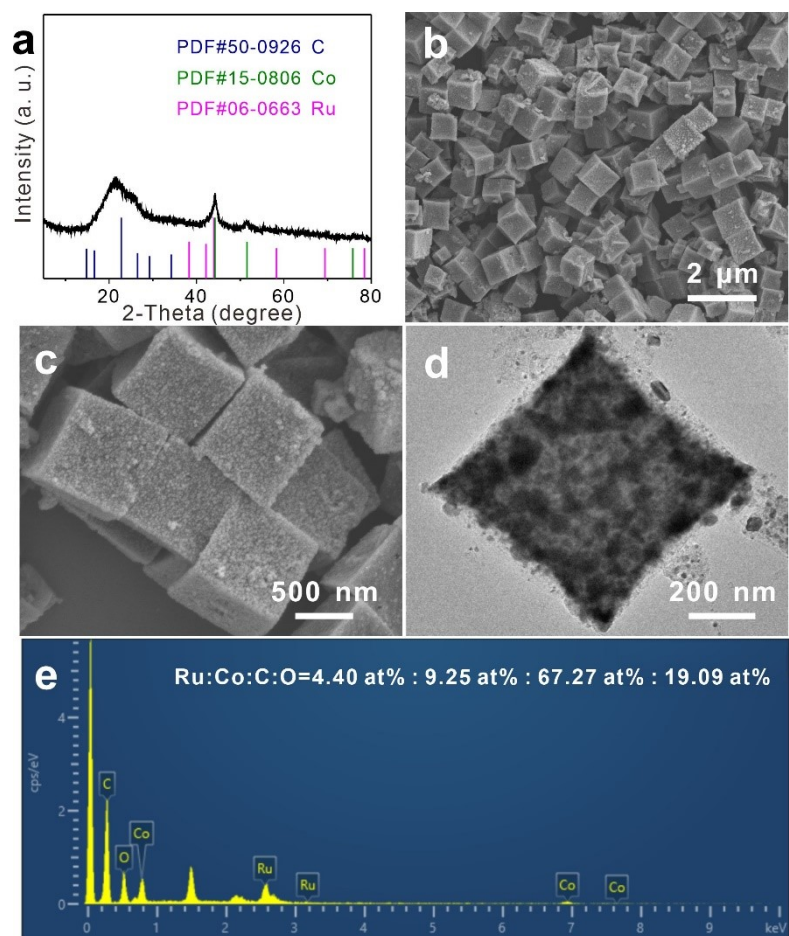 a
PDF#50-0926 C
PDF#15-0806 Co
PDF#06-0663 Ru
Intensity (a. u.)
20 40 60 80
2-Theta (degree)
b
2 μm
c
500 nm
d
200 nm
e
Ru:Co:C:O=4.40 at% : 9.25 at% : 67.27 at% : 19.09 at%
cps/eV
4
2
0
C
O
Co
Ru
Ru
Co
Co
0 1 2 3 4 5 6 7 8 9 keV